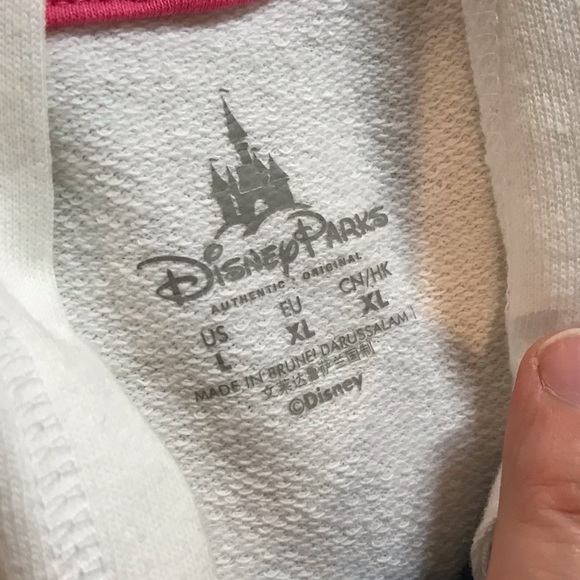 Disney Parks
AUTHENTIC • ORIGINAL
US EU CN/HK
L XL XL
MADE IN BRUNEI DARUSSALAM
文莱达鲁萨兰国制
©Disney